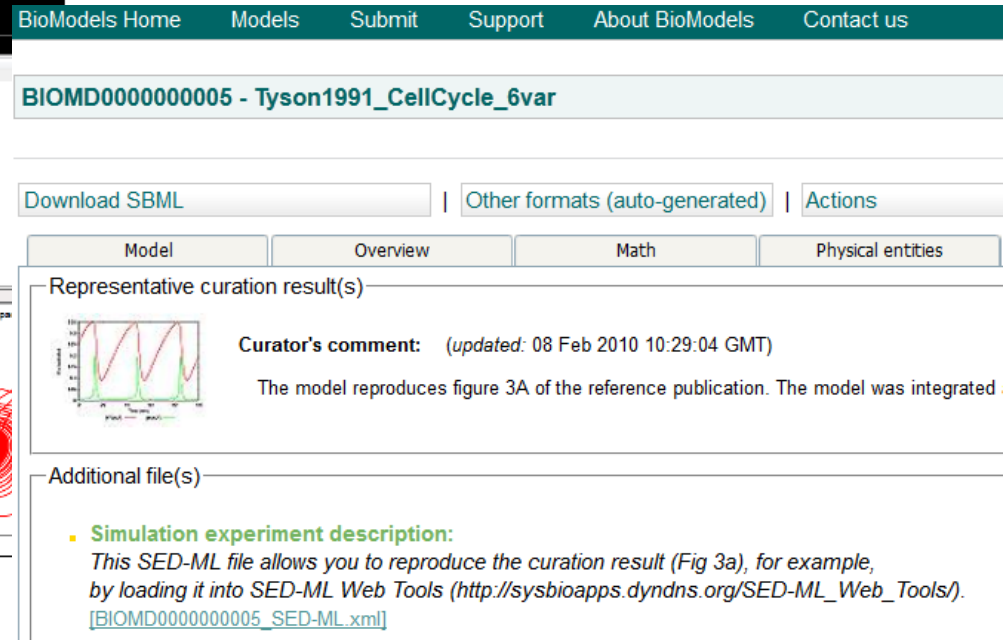 BioModels Home Models Submit Support About BioModels Contact us
BIOMD0000000005 - Tyson1991_CellCycle_6var
Download SBML | Other formats (auto-generated) | Actions
Model Overview Math Physical entities
Representative curation result(s)
Curator's comment: (updated: 08 Feb 2010 10:29:04 GMT)
The model reproduces figure 3A of the reference publication. The model was integrated
Additional file(s)
Simulation experiment description:
This SED-ML file allows you to reproduce the curation result (Fig 3a), for example,
by loading it into SED-ML Web Tools (http://sysbioapps.dyndns.org/SED-ML_Web_Tools/).
[BIOMD0000000005_SED-ML.xml]